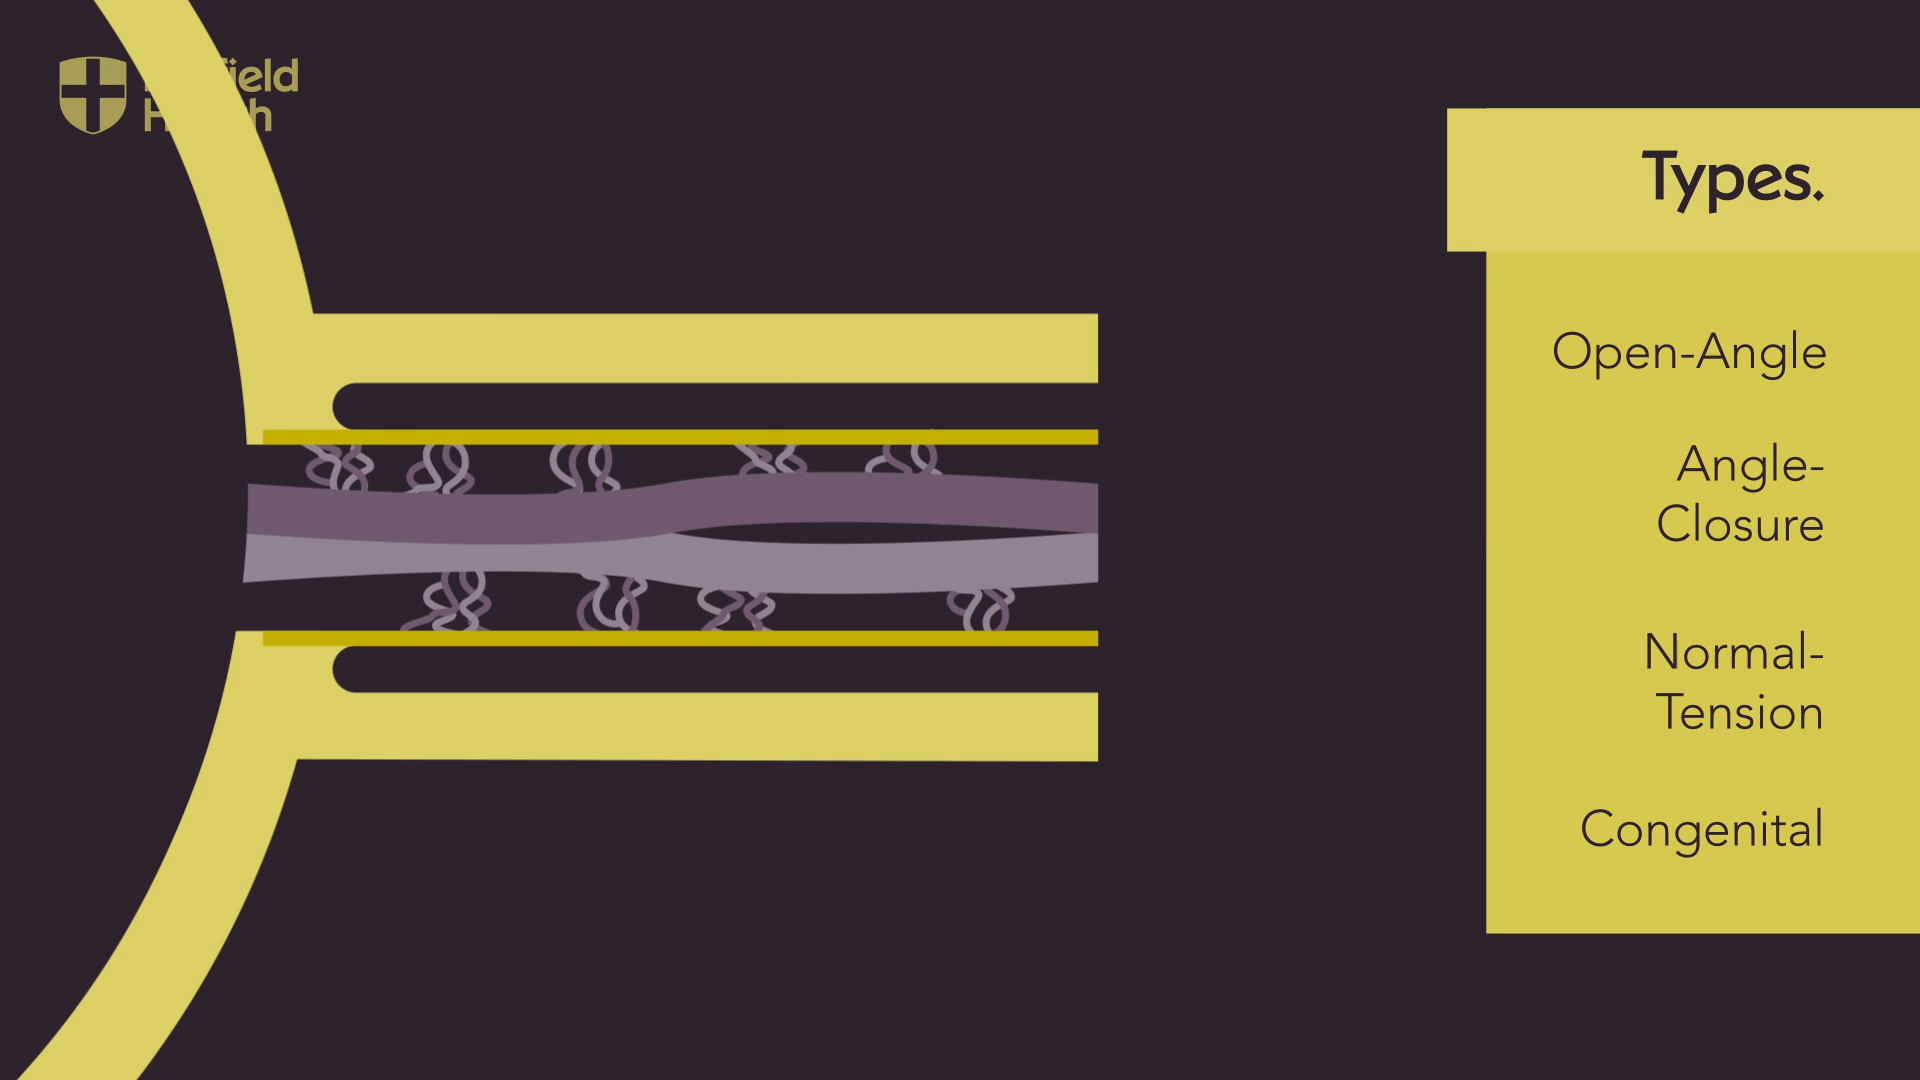 Types.
Open-Angle
Angle-
Closure
Normal-
Tension
Congenital